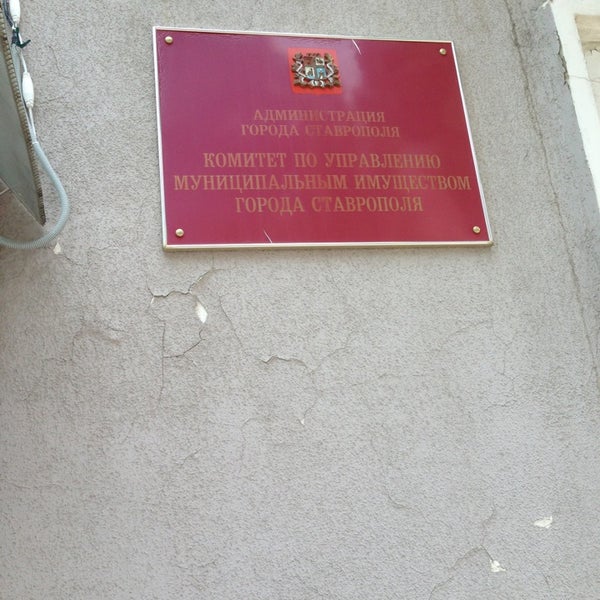 АДМИНИСТРАЦИЯ
ГОРОДА СТАВРОПОЛЯ
КОМИТЕТ ПО УПРАВЛЕНИЮ
МУНИЦИПАЛЬНЫМ ИМУЩЕСТВОМ
ГОРОДА СТАВРОПОЛЯ